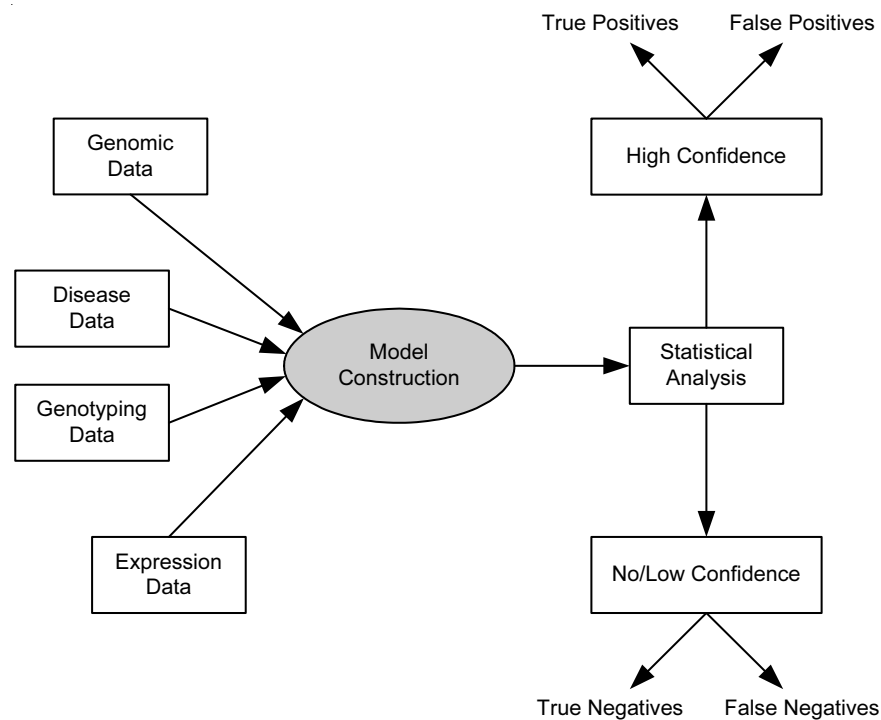 True Positives
False Positives
Genomic
Data
High Confidence
Disease
Data
Model
Construction
Statistical
Analysis
Genotyping
Data
Expression
Data
No/Low Confidence
True Negatives
False Negatives